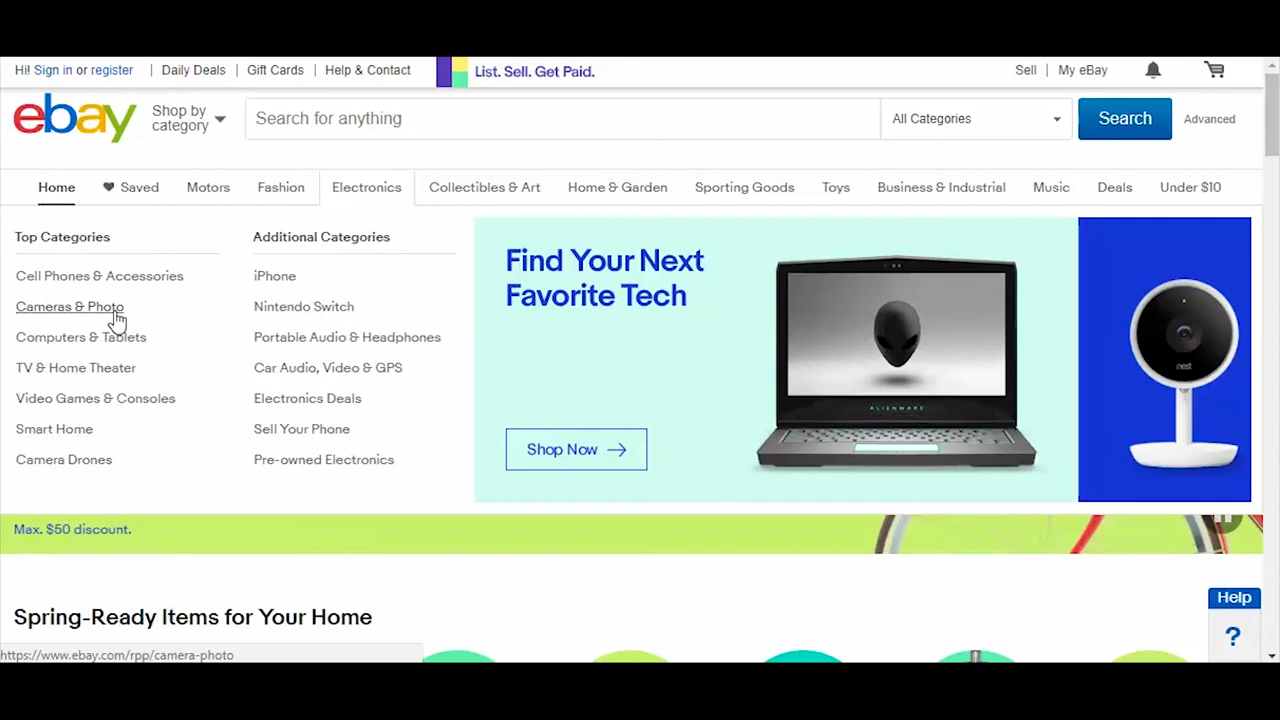 Hi! Sign in or register
Daily Deals
Gift Cards
Help & Contact
List. Sell. Get Paid.
Sell
My eBay
ebay
Shop by
category
Search for anything
All Categories
Search
Advanced
Home
Saved
Motors
Fashion
Electronics
Collectibles & Art
Home & Garden
Sporting Goods
Toys
Business & Industrial
Music
Deals
Under $10
Top Categories
Cell Phones & Accessories
Cameras & Photo
Computers & Tablets
TV & Home Theater
Video Games & Consoles
Smart Home
Camera Drones
Additional Categories
iPhone
Nintendo Switch
Portable Audio & Headphones
Car Audio, Video & GPS
Electronics Deals
Sell Your Phone
Pre-owned Electronics
Find Your Next
Favorite Tech
Shop Now
ALIENWARE
nest
Max. $50 discount.
Spring-Ready Items for Your Home
Help
?
https://www.ebay.com/rpp/camera-photo